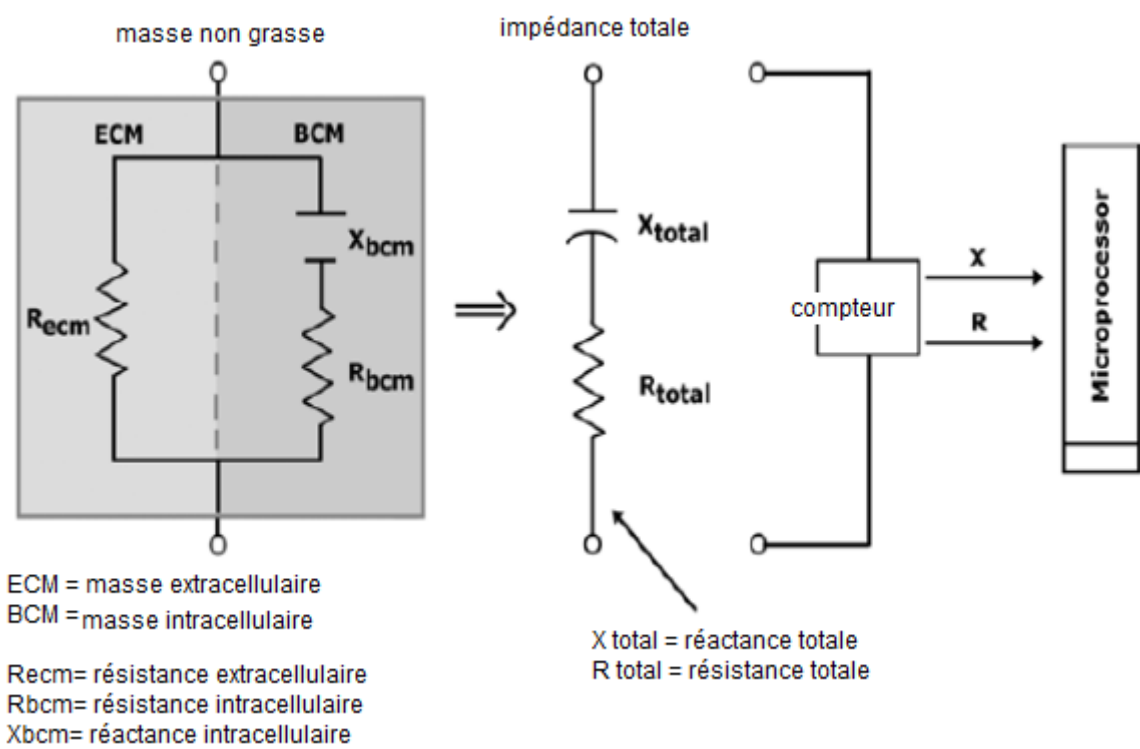 masse non grasse
impédance totale
ECM
BCM
Xbcm
Recm
Rbcm
Xtotal
Rtotal
compteur
X
R
Microprocessor
ECM = masse extracellulaire
BCM = masse intracellulaire
Recm= résistance extracellulaire
Rbcm= résistance intracellulaire
Xbcm= réactance intracellulaire
X total = réactance totale
R total = résistance totale